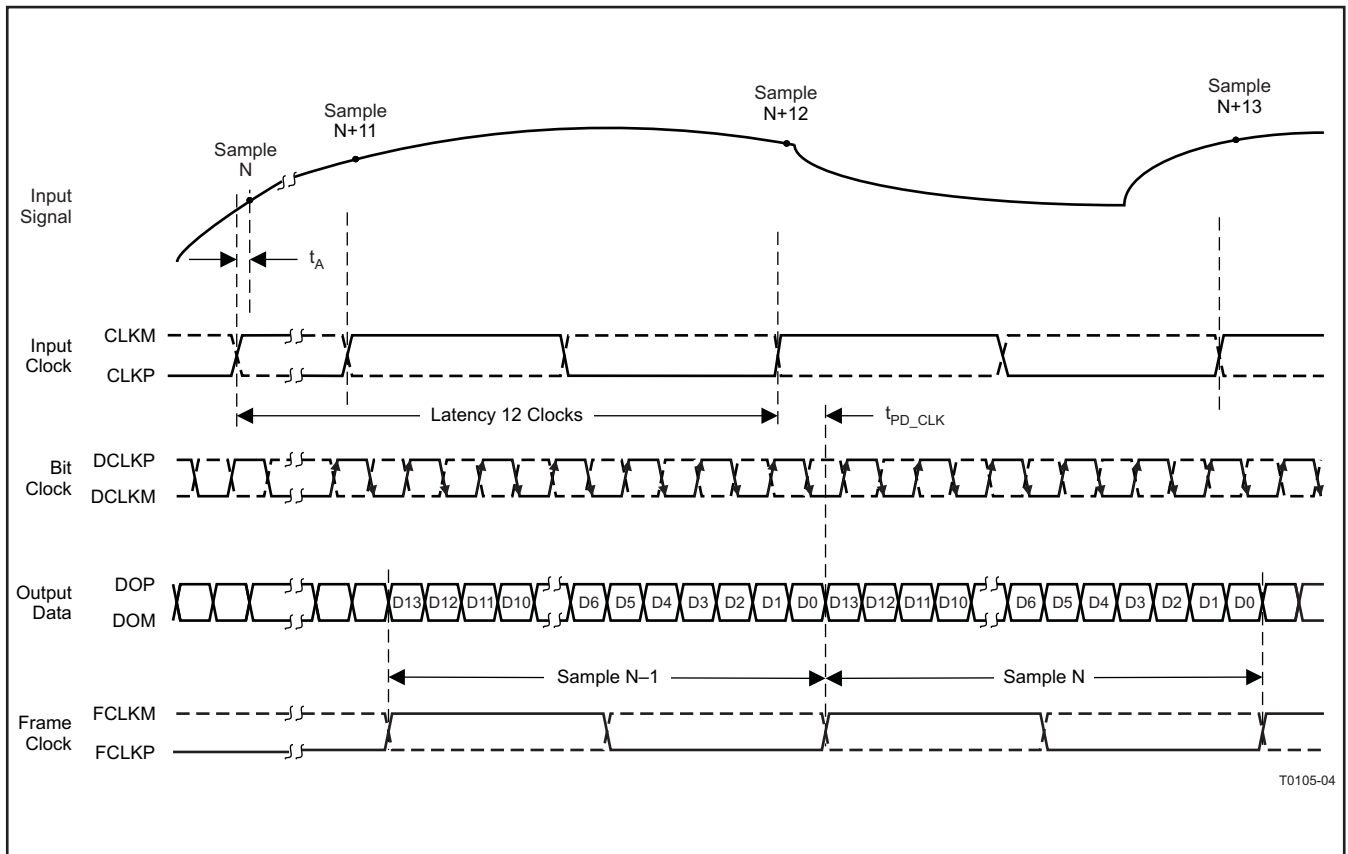 Sample
N
Sample
N+11
Sample
N+12
Sample
N+13
Input
Signal
tA
Input
Clock
CLKM
CLKP
Latency 12 Clocks
tPD_CLK
Bit
Clock
DCLKP
DCLKM
Output
Data
DOP
DOM
D13 D12 D11 D10 D6 D5 D4 D3 D2 D1 D0 D13 D12 D11 D10 D6 D5 D4 D3 D2 D1 D0
Sample N–1
Sample N
Frame
Clock
FCLKM
FCLKP
T0105-04